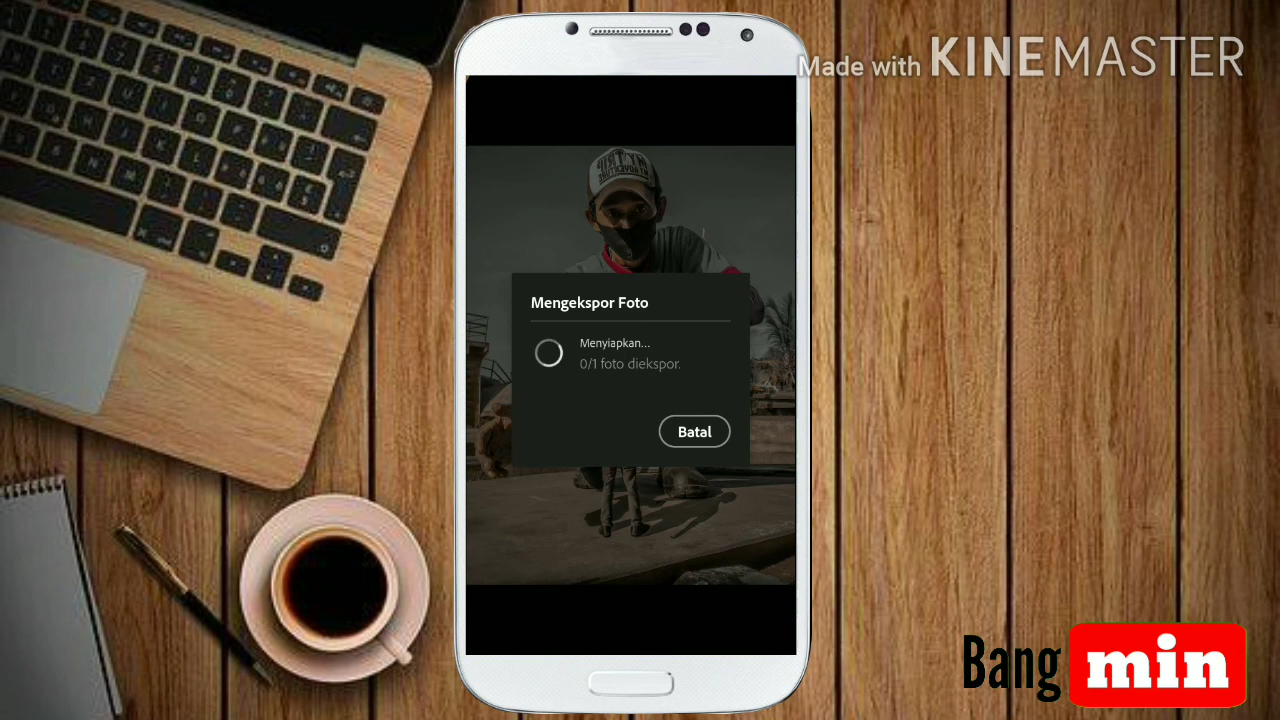 Made with KINEMASTER
Mengekspor Foto
Menyiapkan...
0/1 foto diekspor.
Batal
Bang min